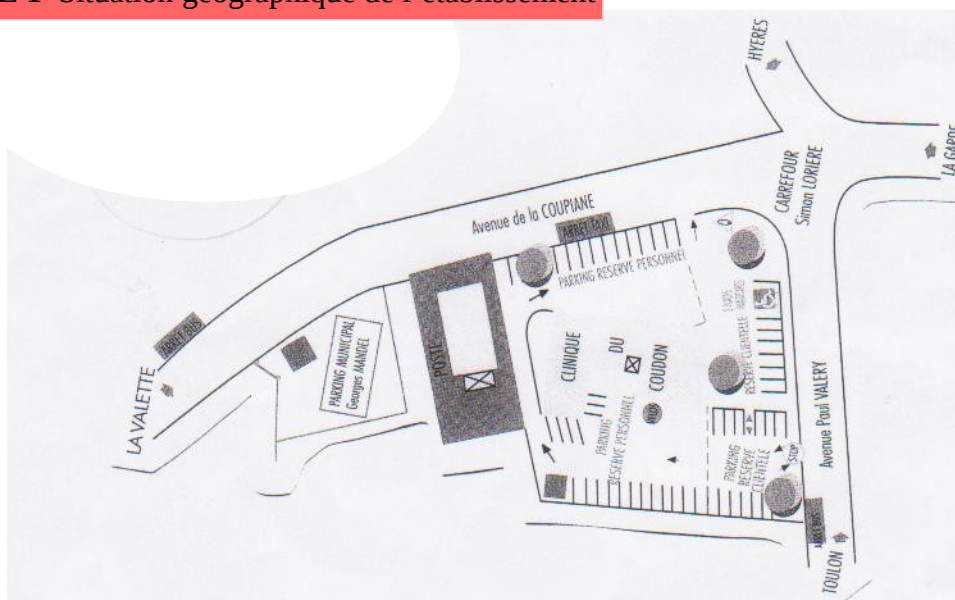 Situation géographique de l'établissement
HYERES
LA GARDE
CARREFOUR
Simon LORIERE
Avenue de la COUPIANE
ARRET TAXI
PARKING RESERVE PERSONNEL
ARRET BUS
LA VALETTE
PARKING MUNICIPAL
Georges MANDEL
POSTE
CLINIQUE
DU
COUDON
RESERVE CLIENTELE
PARKING
RESERVE PERSONNEL
PARKING
RESERVE
CLIENTELE
STOP
Avenue Paul VALERY
ARRET BUS
TOULON